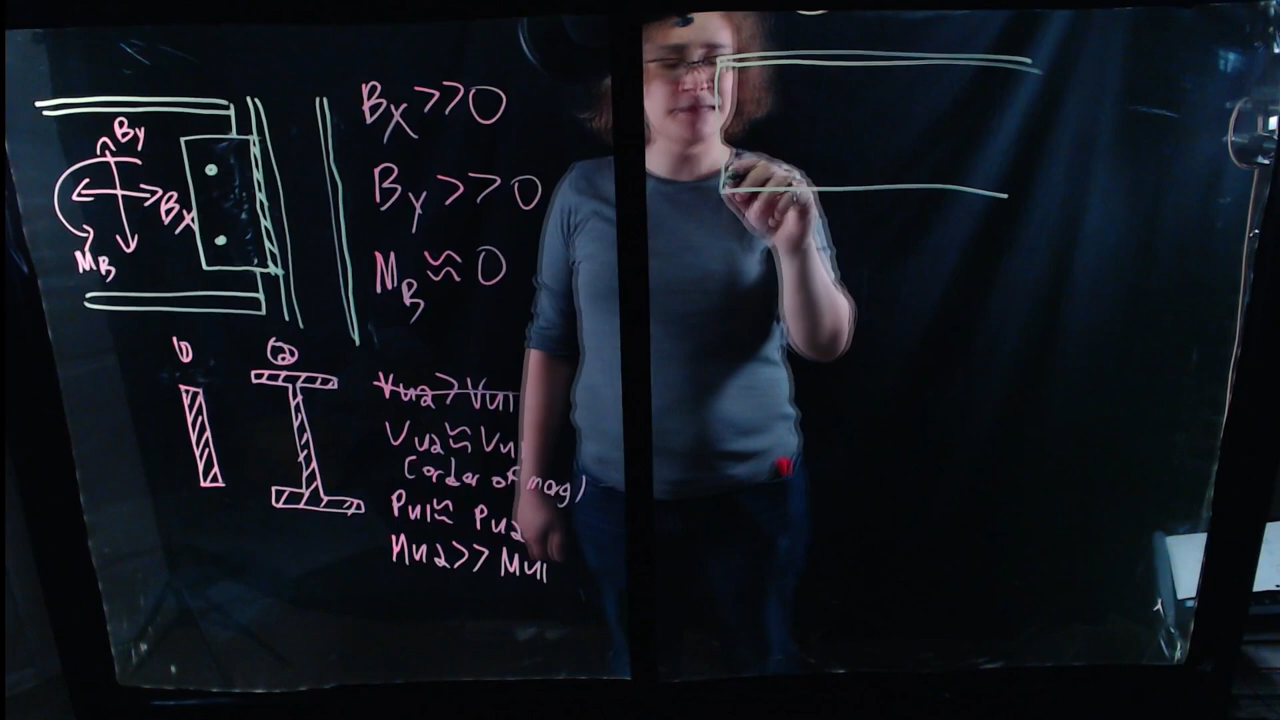 Bx >> 0
By
Bx
By >> 0
MB
MB ≈ 0
① ②
Vu2 > Vu1
Vu2 ≈ Vu1
(order of mag)
Pu1 ≈ Pu2
Mu2 >> Mu1